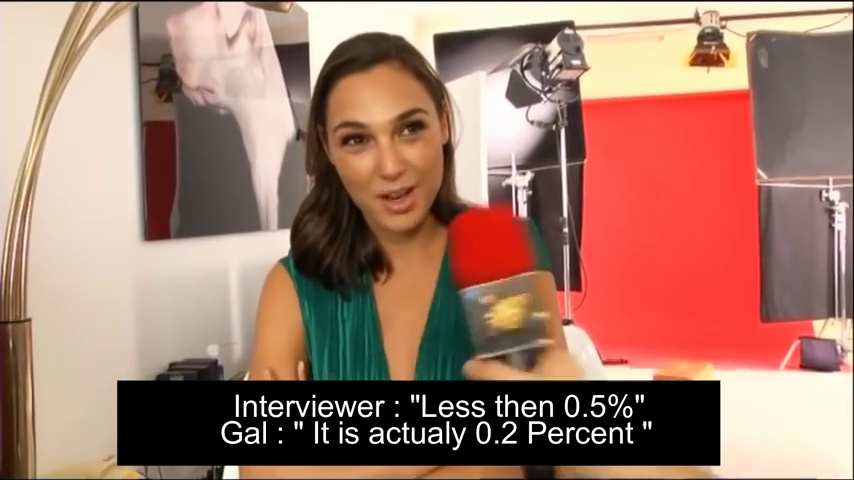 Interviewer : "Less then 0.5%"
Gal : " It is actualy 0.2 Percent "